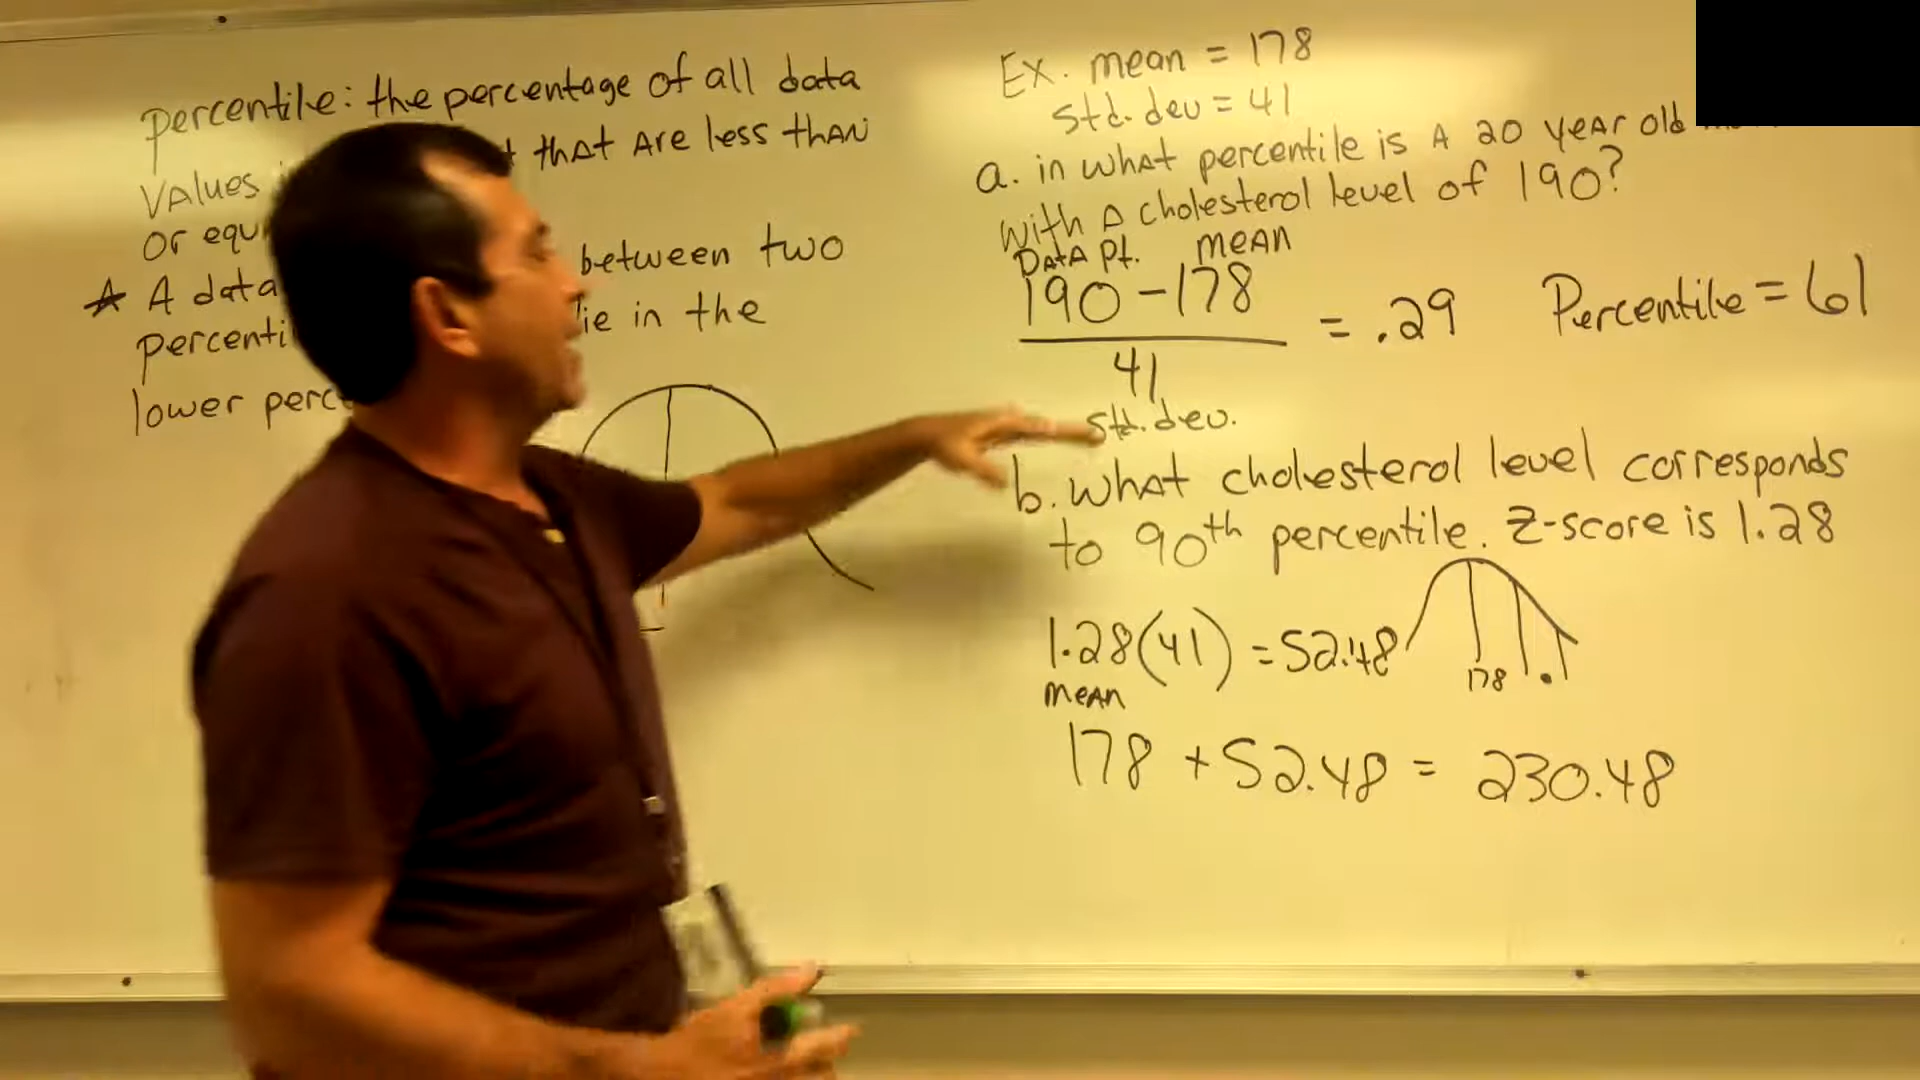 percentile: the percentage of all data
values that are less than
or equ
A data between two
percenti ie in the
lower perc
Ex. mean = 178
std. dev = 41
a. in what percentile is A 20 year old
with A cholesterol level of 190?
DATA Pt. MEAN
190 - 178
= .29 Percentile = 61
41
std. dev.
b. what cholesterol level corresponds
to 90th percentile. Z-score is 1.28
1.28(41) = 52.48
178
MEAN
178 + 52.48 = 230.48